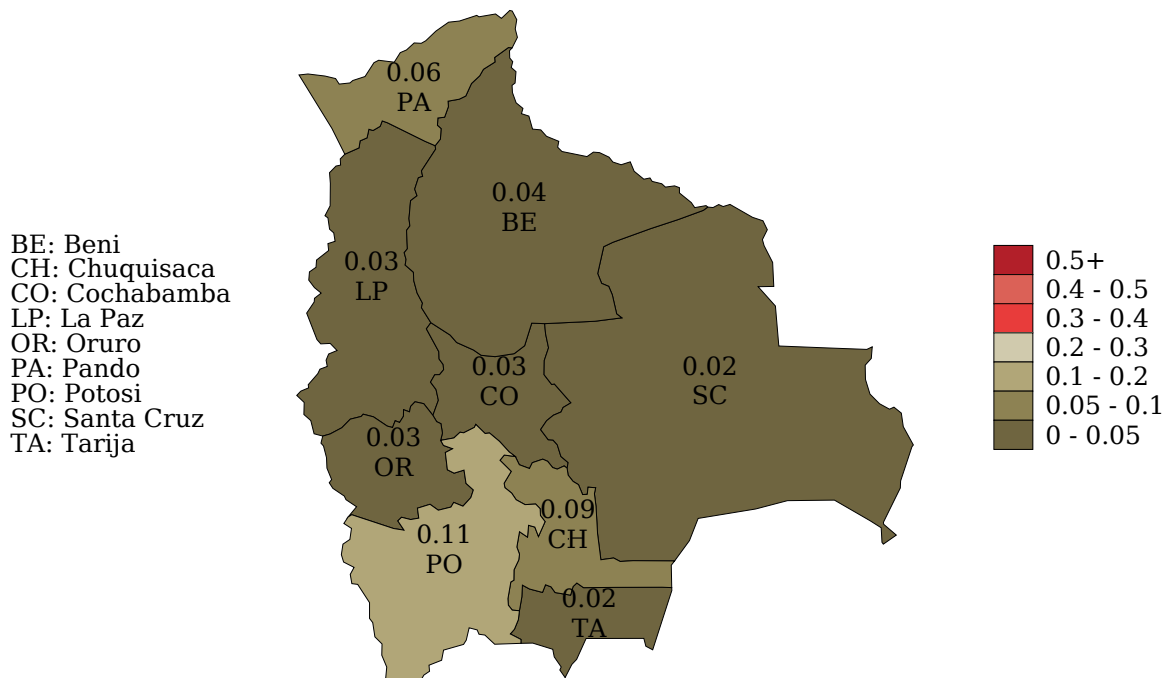 0.06
PA
0.04
BE
0.03
LP
0.03
CO
0.02
SC
0.03
OR
0.09
CH
0.11
PO
0.02
TA
BE: Beni
CH: Chuquisaca
CO: Cochabamba
LP: La Paz
OR: Oruro
PA: Pando
PO: Potosi
SC: Santa Cruz
TA: Tarija
0.5+
0.4 - 0.5
0.3 - 0.4
0.2 - 0.3
0.1 - 0.2
0.05 - 0.1
0 - 0.05